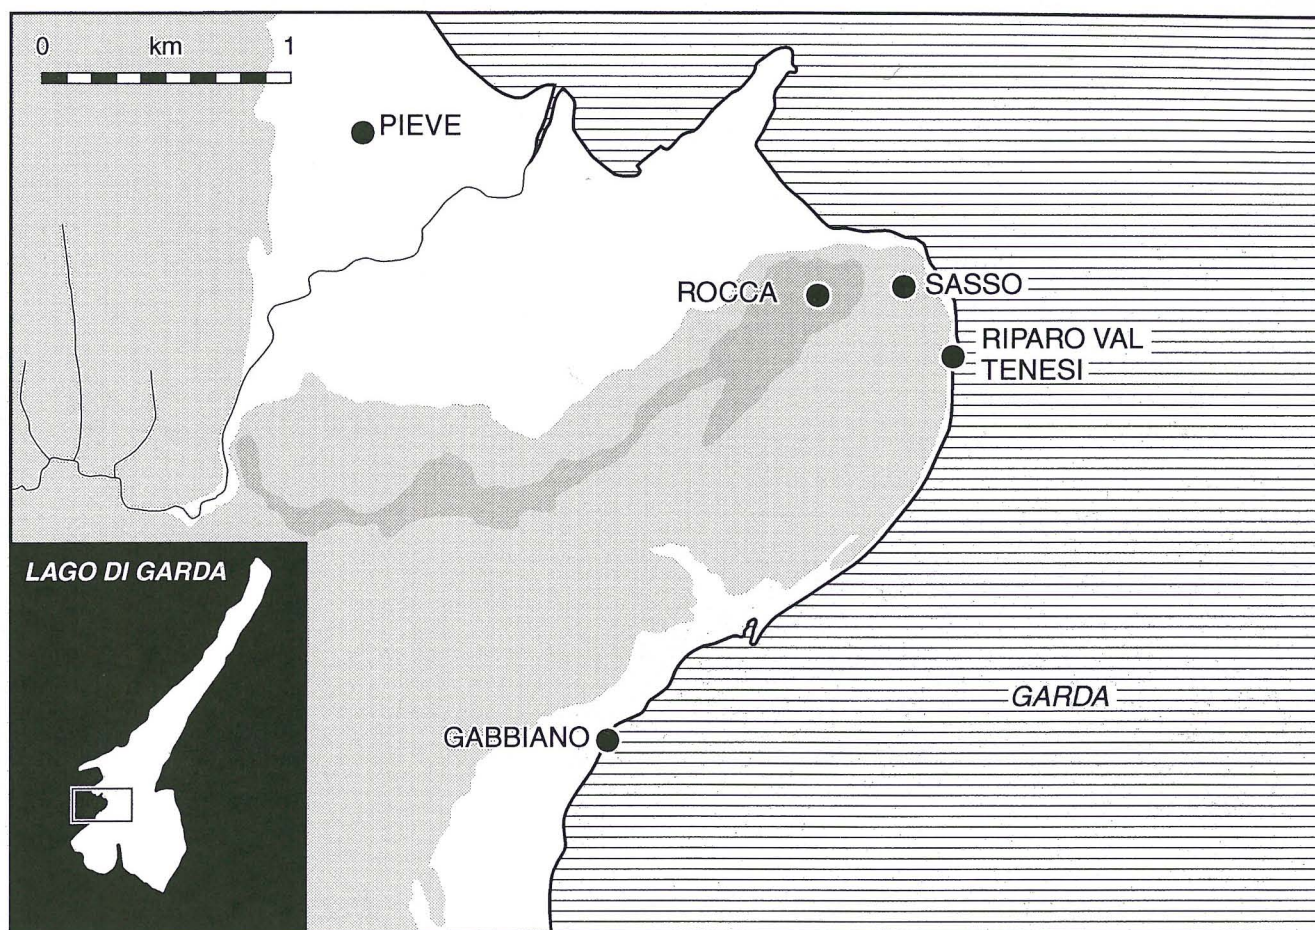 0 km 1
PIEVE
ROCCA
SASSO
RIPARO VAL
TENESI
LAGO DI GARDA
GARDA
GABBIANO